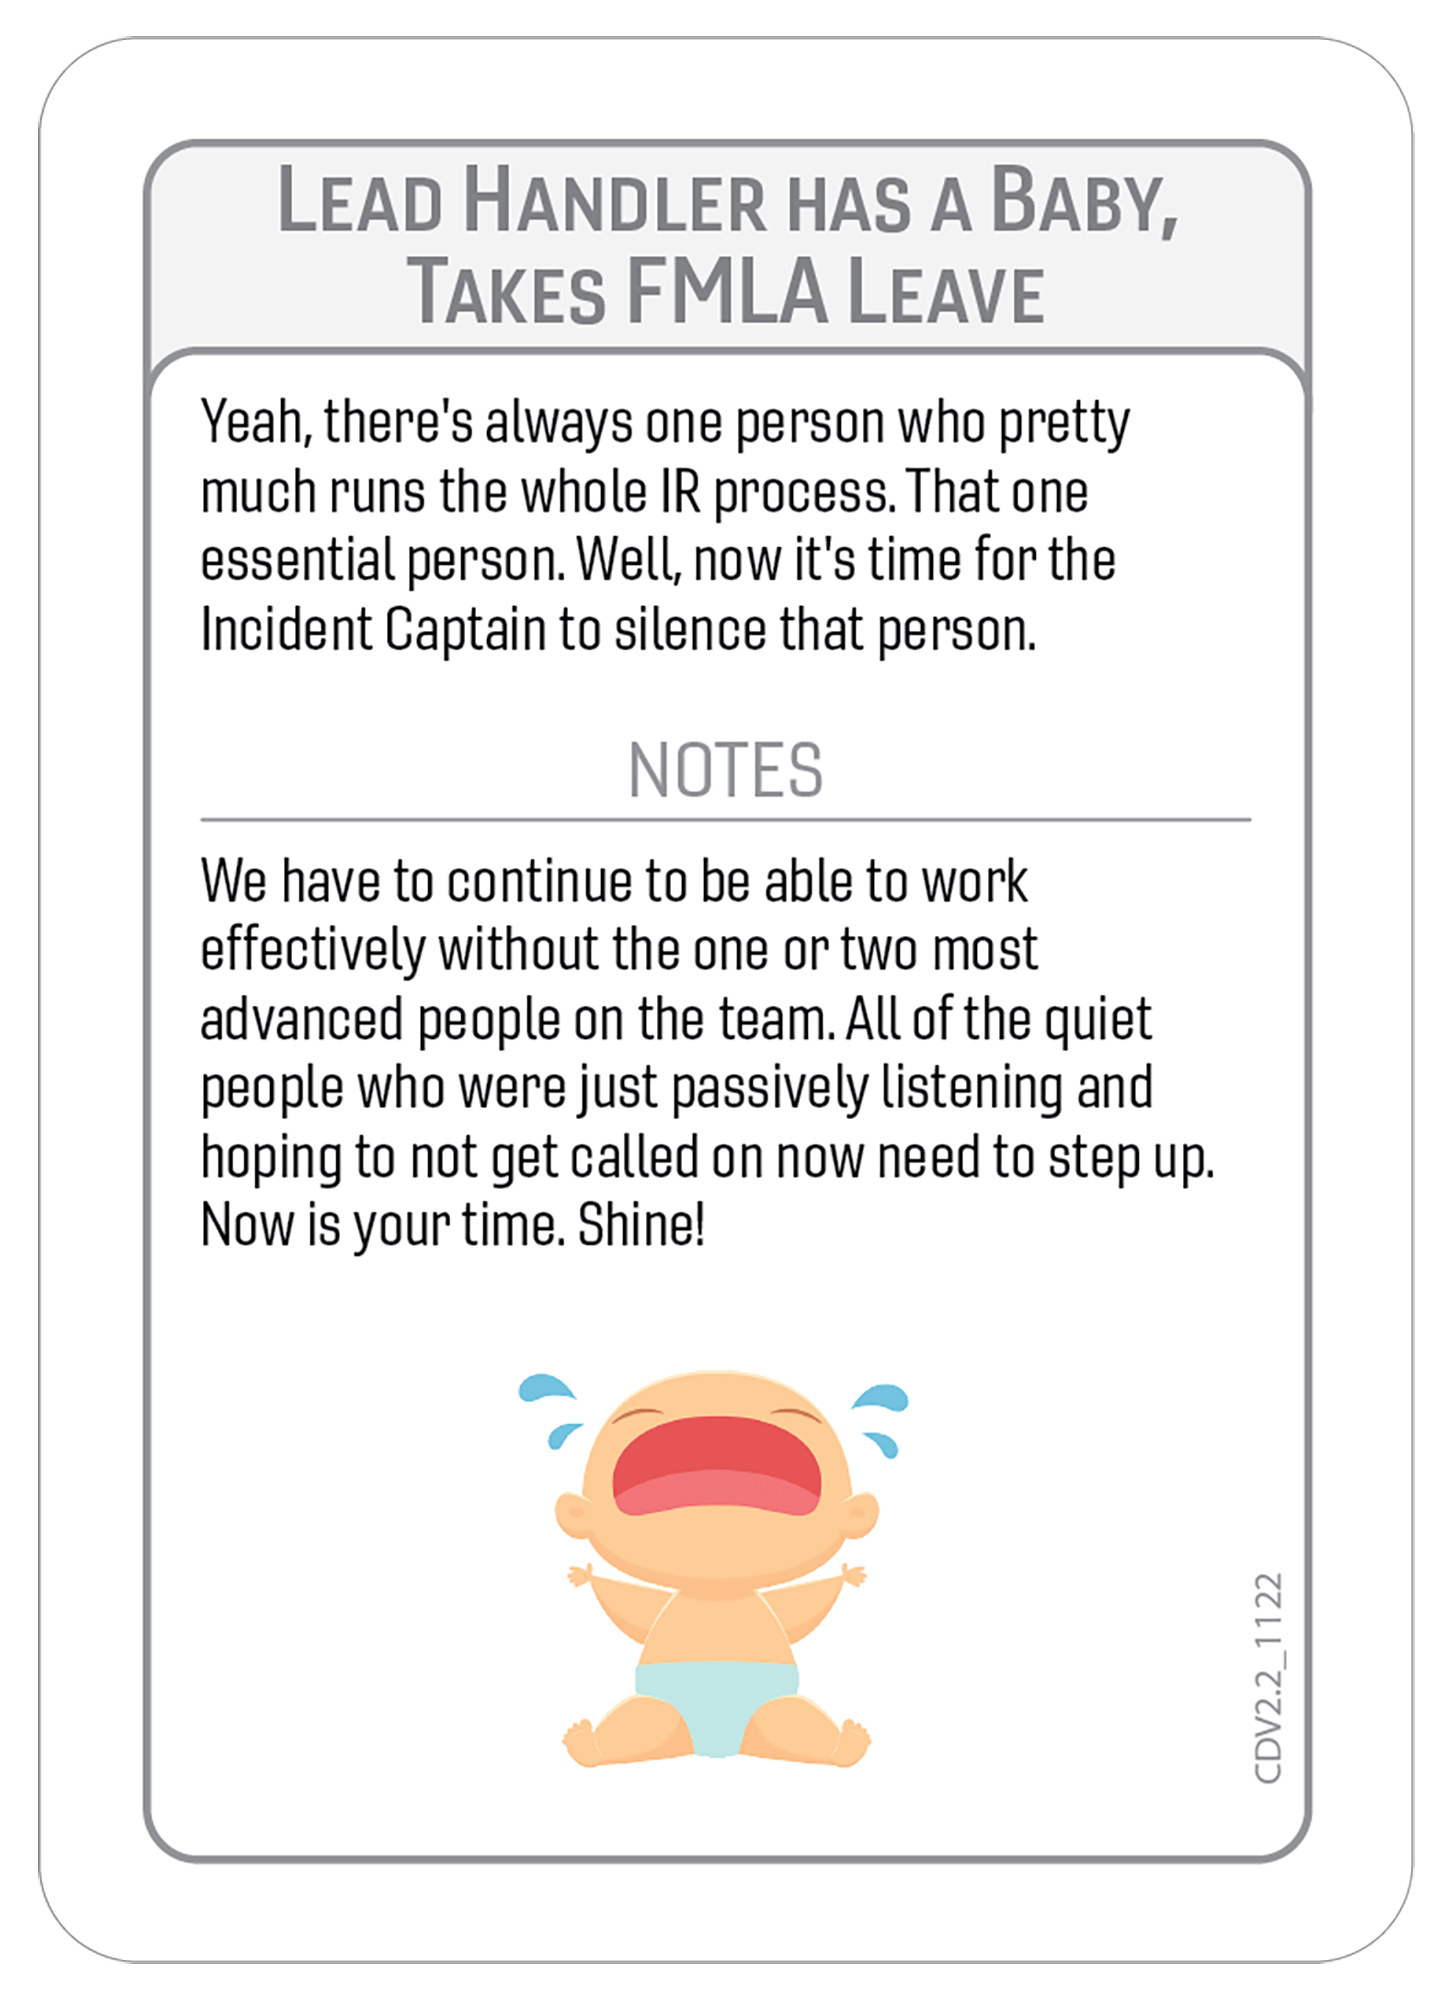 LEAD HANDLER HAS A BABY,
TAKES FMLA LEAVE
Yeah, there's always one person who pretty
much runs the whole IR process. That one
essential person. Well, now it's time for the
Incident Captain to silence that person.
NOTES
We have to continue to be able to work
effectively without the one or two most
advanced people on the team. All of the quiet
people who were just passively listening and
hoping to not get called on now need to step up.
Now is your time. Shine!
CDV2.2_1122